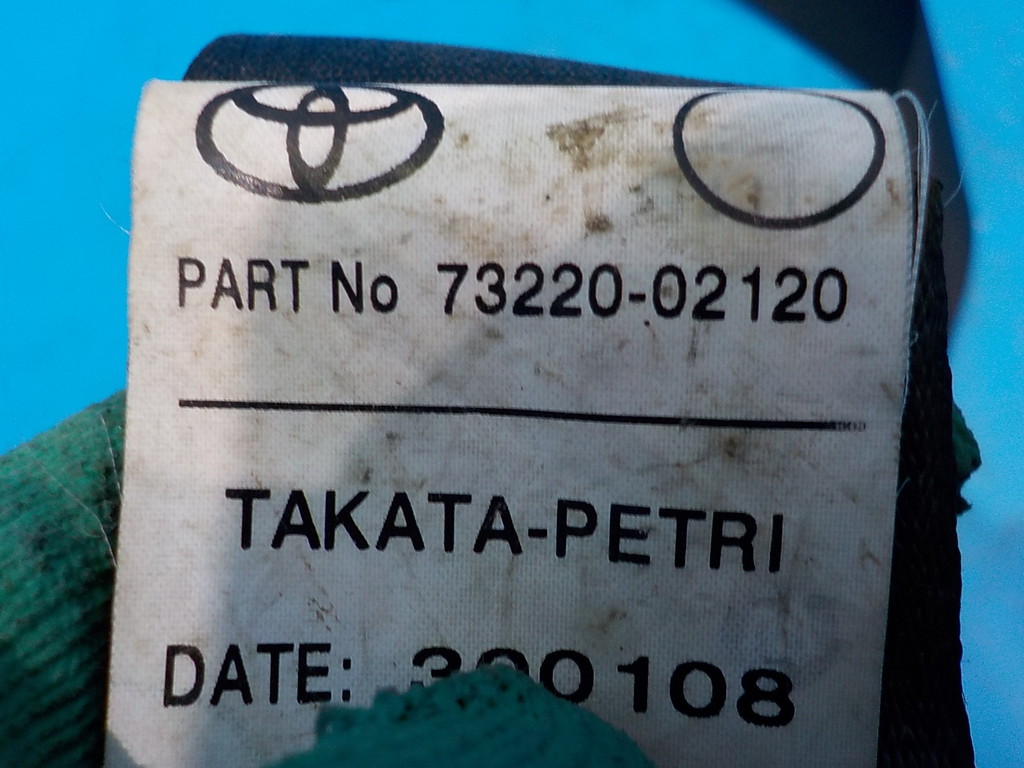 PART No 73220-02120
TAKATA-PETRI
DATE: